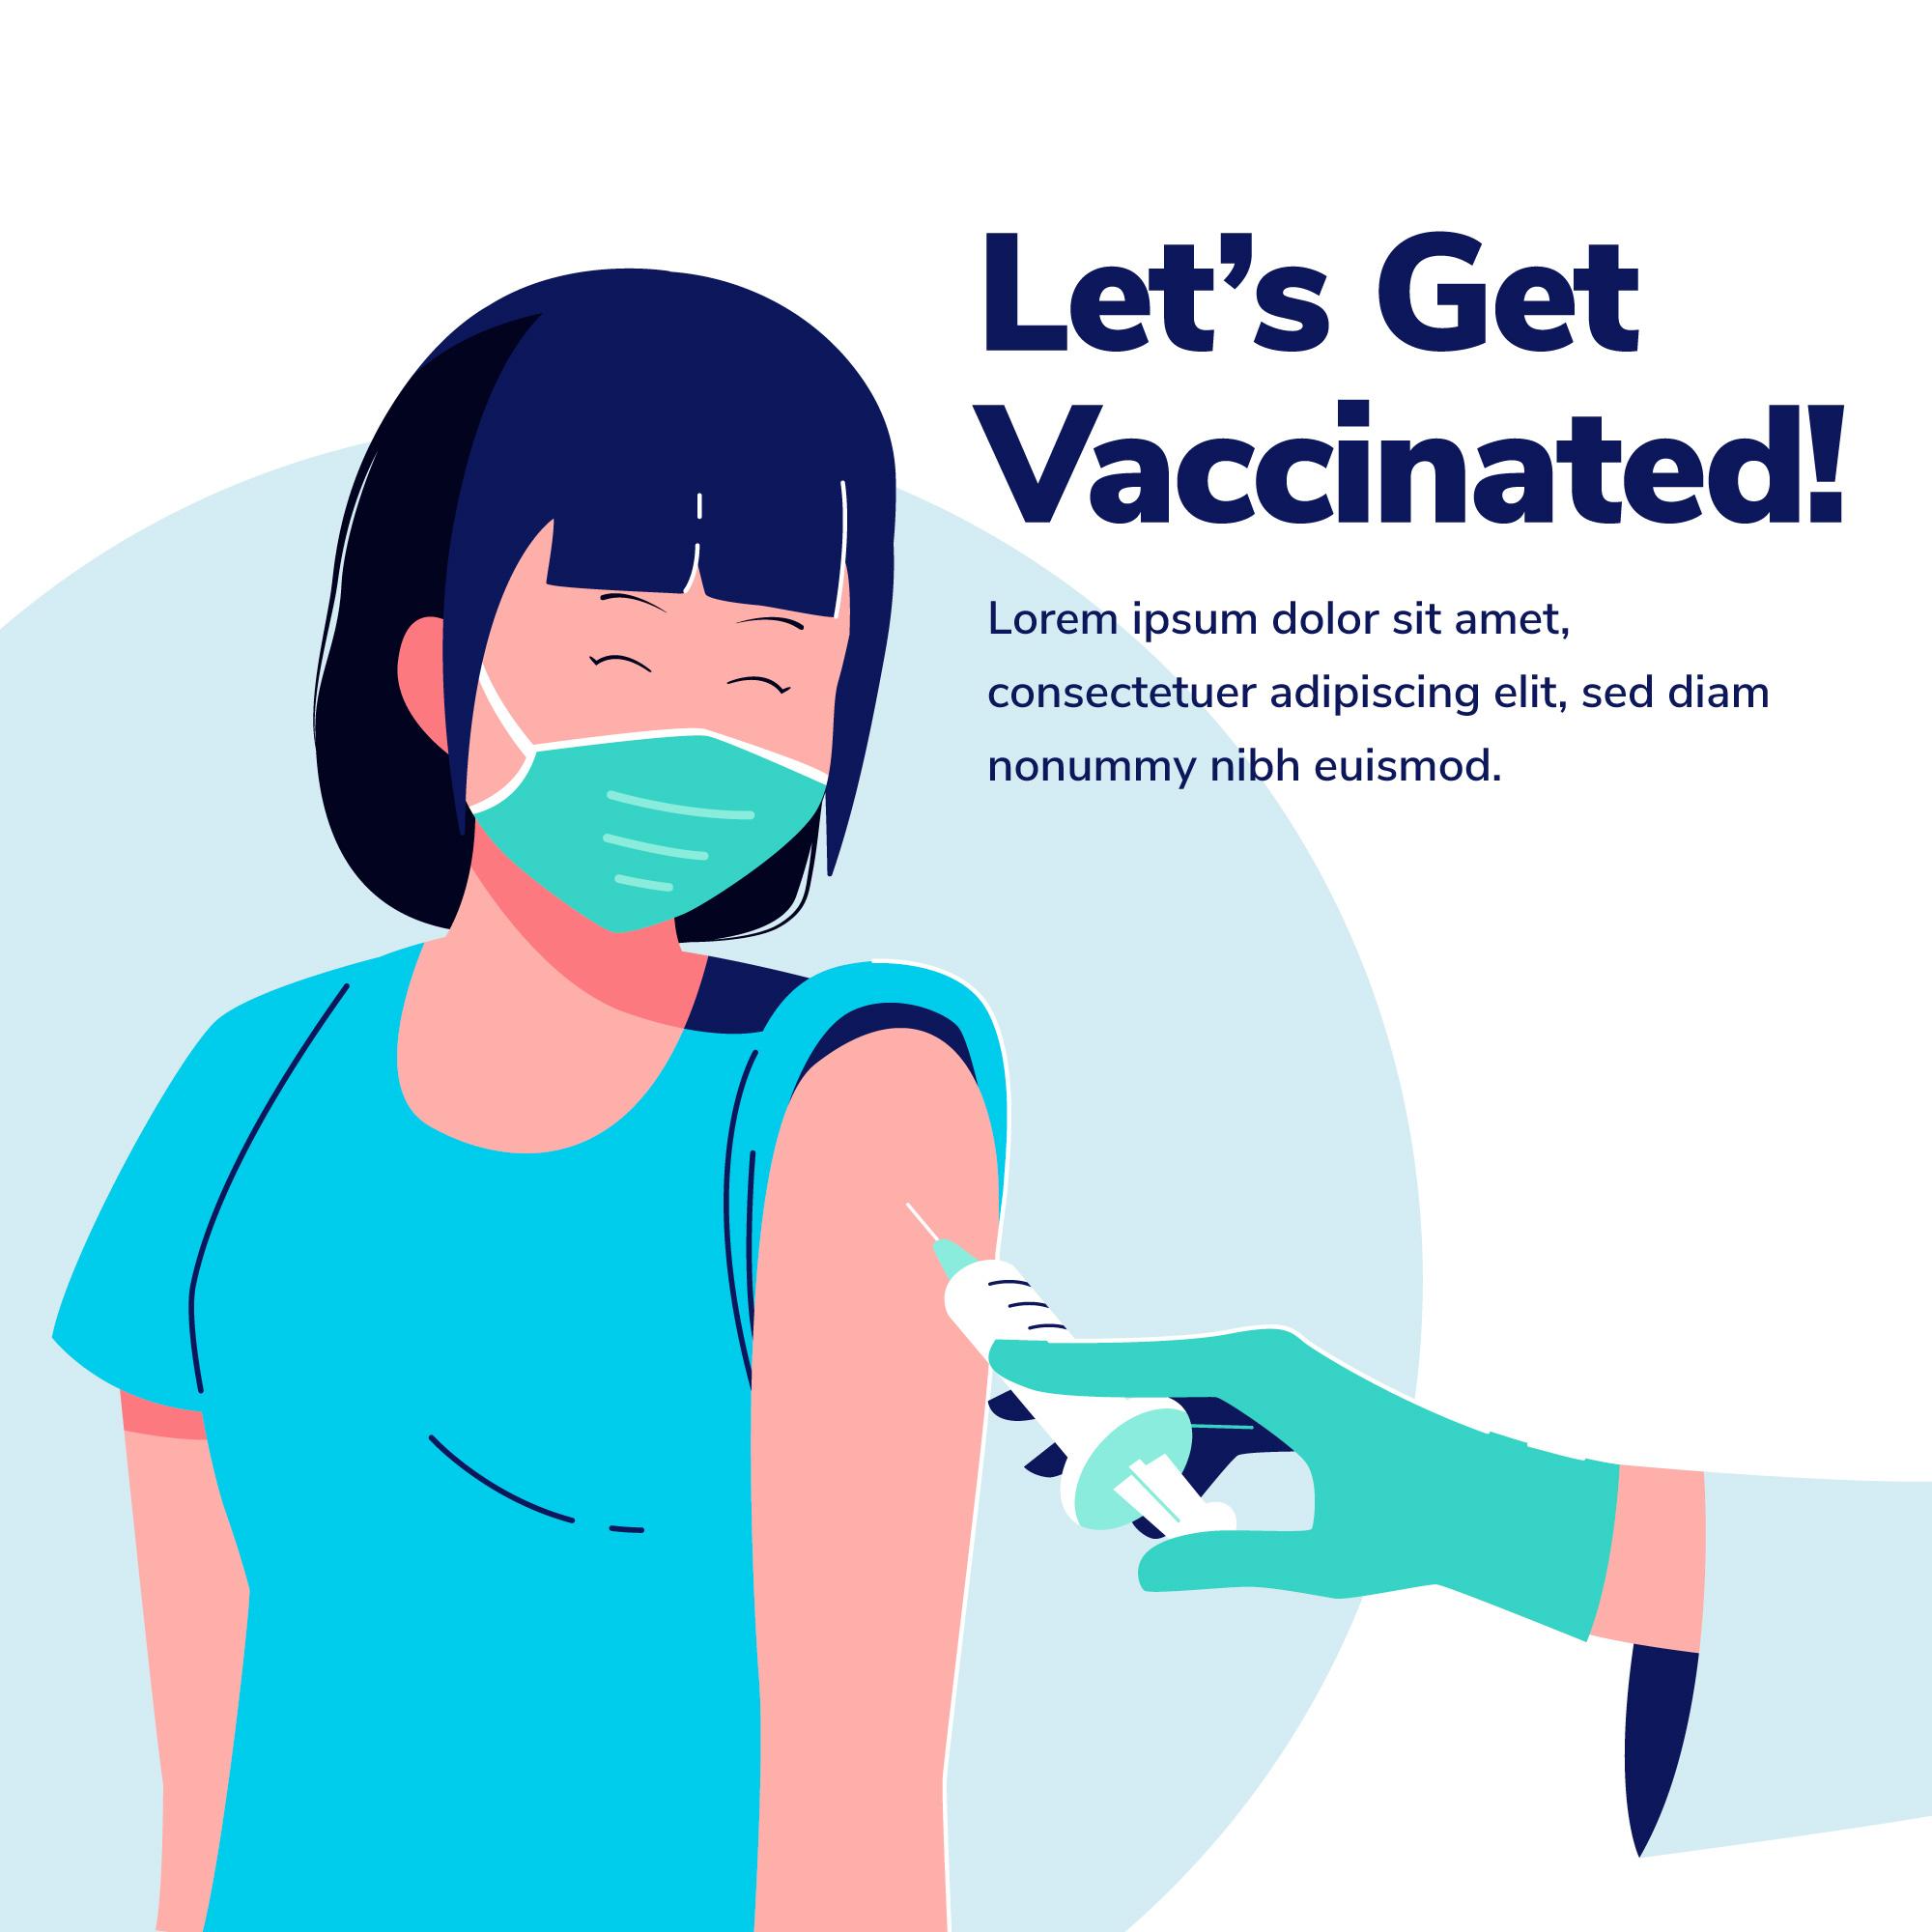 Let’s Get
Vaccinated!
Lorem ipsum dolor sit amet,
consectetuer adipiscing elit, sed diam
nonummy nibh euismod.